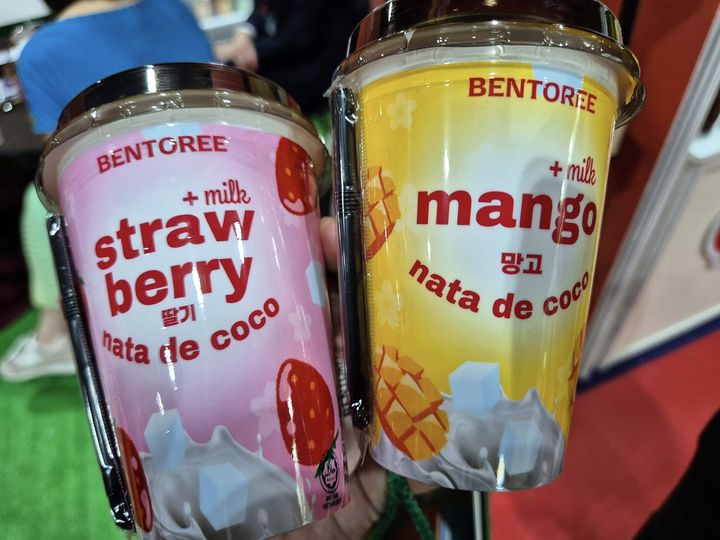 BENTOREE
+ milk
straw
berry
딸기
nata de coco
BENTOREE
+ milk
mango
망고
nata de coco